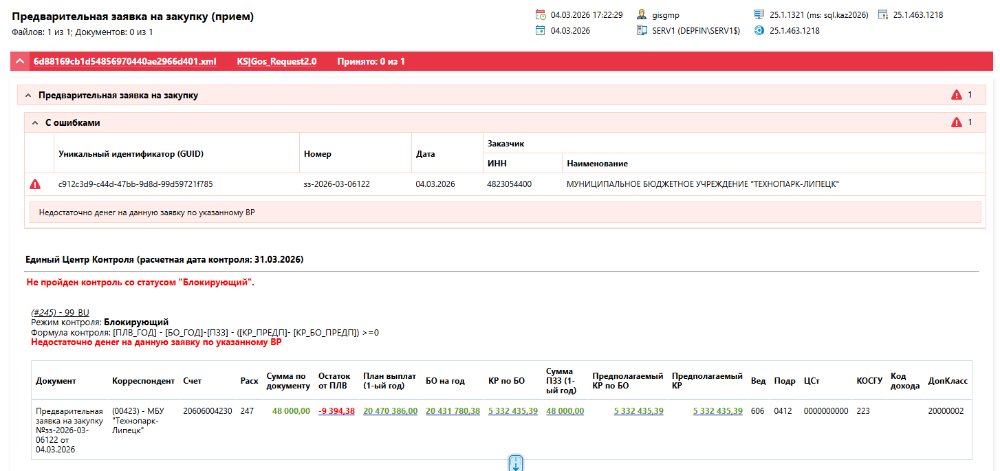 Предварительная заявка на закупку (прием)
Файлов: 1 из 1; Документов: 0 из 1
04.03.2026 17:22:29 gisgmp 25.1.1321 (ms: sql.kaz2026) 25.1.463.1218
04.03.2026 SERV1 (DEPFIN\SERV1$) 25.1.463.1218
6d88169cb1d54856970440ae2966d401.xml KS|Gos_Request2.0 Принято: 0 из 1
Предварительная заявка на закупку 1
С ошибками 1
Уникальный идентификатор (GUID) Номер Дата Заказчик
ИНН Наименование
c912c3d9-c44d-47bb-9d8d-99d59721f785 зз-2026-03-06122 04.03.2026 4823054400 МУНИЦИПАЛЬНОЕ БЮДЖЕТНОЕ УЧРЕЖДЕНИЕ "ТЕХНОПАРК-ЛИПЕЦК"
Недостаточно денег на данную заявку по указанному ВР
Единый Центр Контроля (расчетная дата контроля: 31.03.2026)
Не пройден контроль со статусом "Блокирующий".
(#245) - 99_BU
Режим контроля: Блокирующий
Формула контроля: [ПЛВ_ГОД] - [БО_ГОД]-[ПЗЗ] - ([КР_ПРЕДП]- [КР_БО_ПРЕДП]) >=0
Недостаточно денег на данную заявку по указанному ВР
Документ Корреспондент Счет Расх Сумма по документу Остаток от ПЛВ План выплат (1-ый год) БО на год КР по БО Сумма ПЗЗ (1-ый год) Предполагаемый КР по БО Предполагаемый КР Вед Подр ЦСт КОСГУ Код дохода ДопКласс
Предварительная (00423) - МБУ 20606004230 247 48 000,00 -9 394,38 20 470 386,00 20 431 780,38 5 332 435,39 48 000,00 5 332 435,39 5 332 435,39 606 0412 0000000000 223 20000002
заявка на закупку "Технопарк-
№зз-2026-03- Липецк"
06122 от
04.03.2026